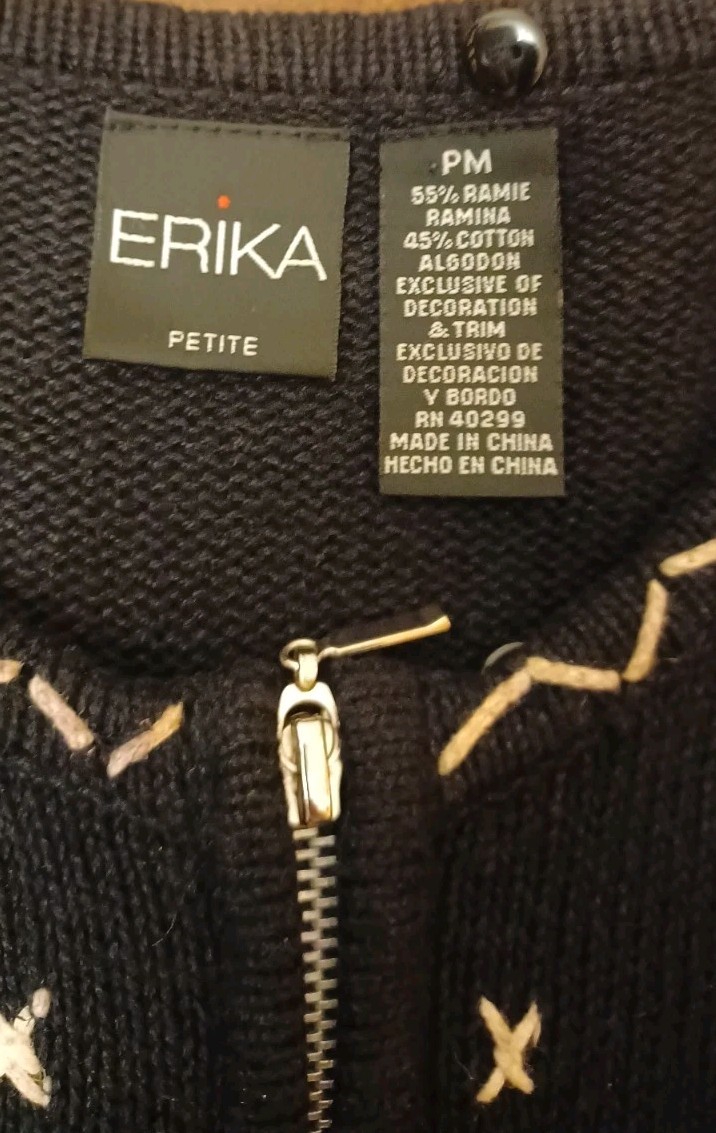 ERiKA
PETITE
PM
55% RAMIE
RAMINA
45% COTTON
ALGODON
EXCLUSIVE OF
DECORATION
& TRIM
EXCLUSIVO DE
DECORACION
Y BORDO
RN 40299
MADE IN CHINA
HECHO EN CHINA